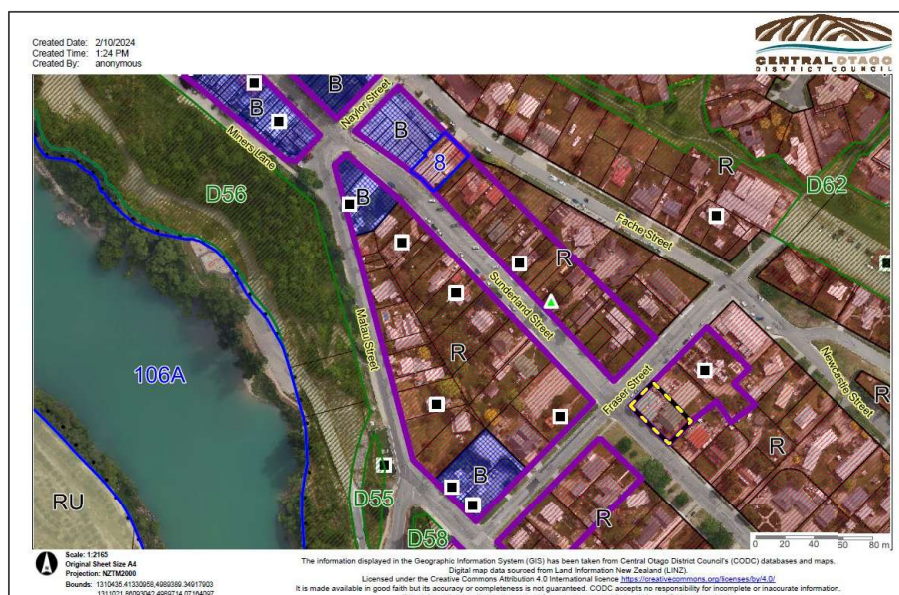 Created Date: 2/10/2024
Created Time: 1:24 PM
Created By: anonymous
CENTRAL OTAGO
DISTRICT COUNCIL
B
Naylor Street
B
Miners Lane
8
R
D56
D62
B
Fache Street
R
Sunderland Street
Matau Street
R
106A
Fraser Street
Newcastle Street
R
R
B
RU
D55
R
D58
0 20 40 60 80 m
Scale: 1:2165
Original Sheet Size A4
Projection: NZTM2000
Bounds: 1310435.41330958,4989389.34917903
1311021.86093042,4989714.07164097
The information displayed in the Geographic Information System (GIS) has been taken from Central Otago District Council's (CODC) databases and maps.
Digital map data sourced from Land Information New Zealand (LINZ).
Licensed under the Creative Commons Attribution 4.0 International licence https://creativecommons.org/licenses/by/4.0/
It is made available in good faith but its accuracy or completeness is not guaranteed. CODC accepts no responsibility for incomplete or inaccurate information.